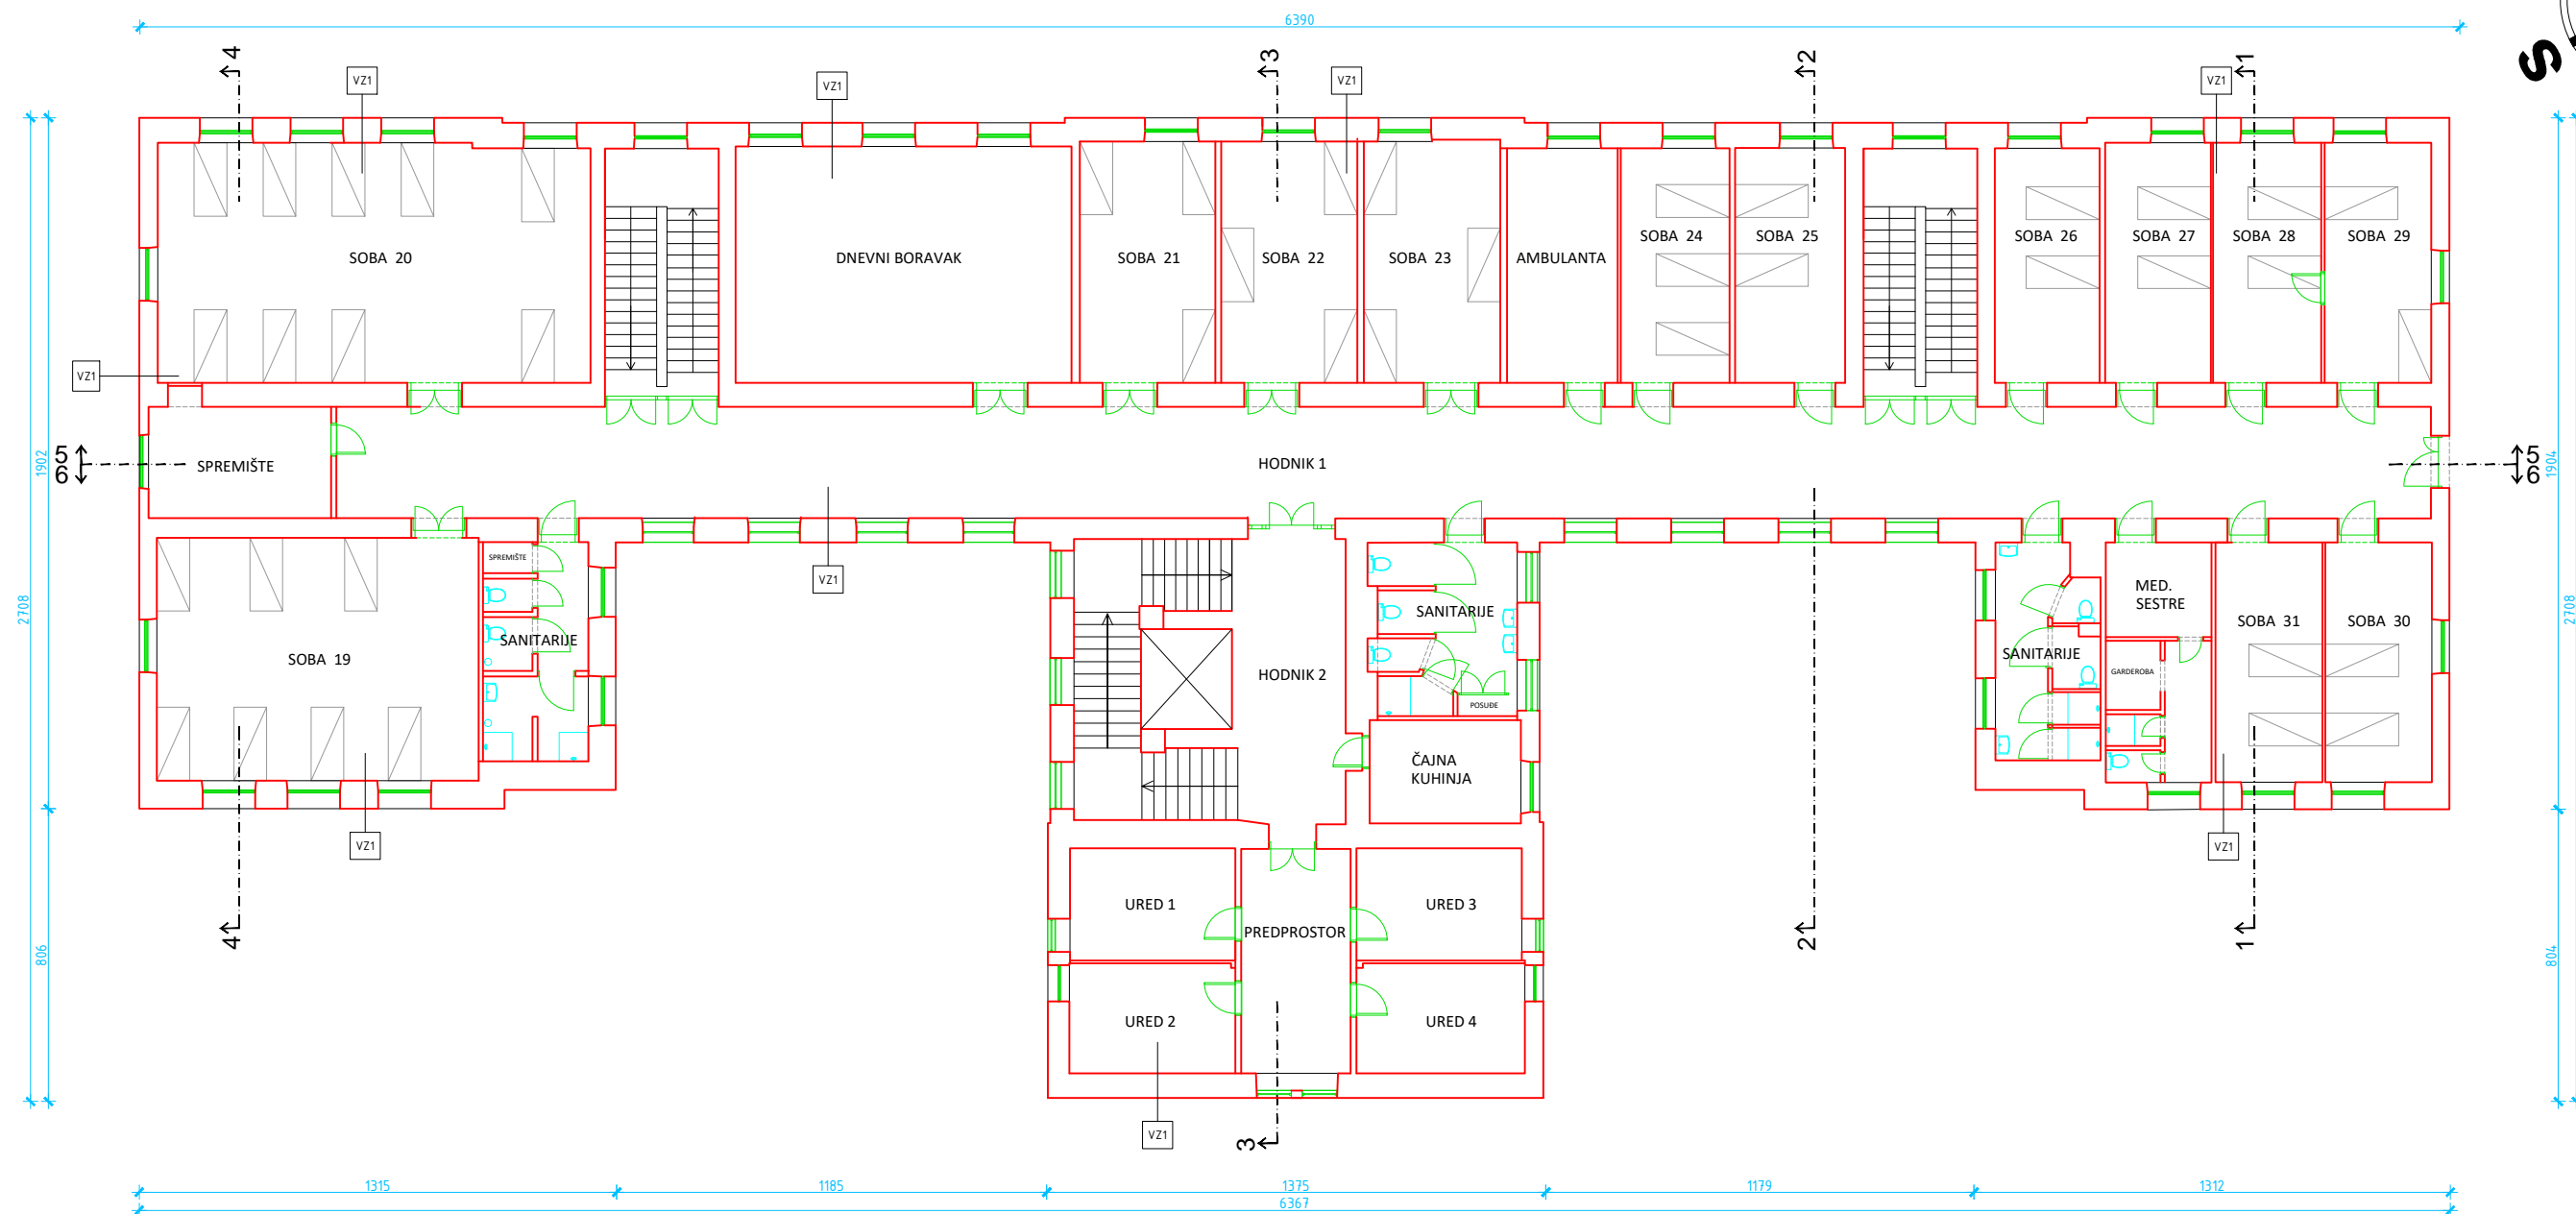 6390
S
4
3
2
1
VZ1
VZ1
VZ1
VZ1
SOBA 20
DNEVNI BORAVAK
SOBA 21
SOBA 22
SOBA 23
AMBULANTA
SOBA 24
SOBA 25
SOBA 26
SOBA 27
SOBA 28
SOBA 29
VZ1
5
6
1902
SPREMIŠTE
HODNIK 1
5
6
1904
2708
SPREMIŠTE
SANITARIJE
SOBA 19
VZ1
HODNIK 2
SANITARIJE
POSUĐE
ČAJNA
KUHINJA
SANITARIJE
MED.
SESTRE
GARDEROBA
SOBA 31
SOBA 30
2708
VZ1
VZ1
URED 1
URED 3
PREDPROSTOR
URED 2
URED 4
4
2
1
806
804
VZ1
3
1315
1185
1375
1179
1312
6367